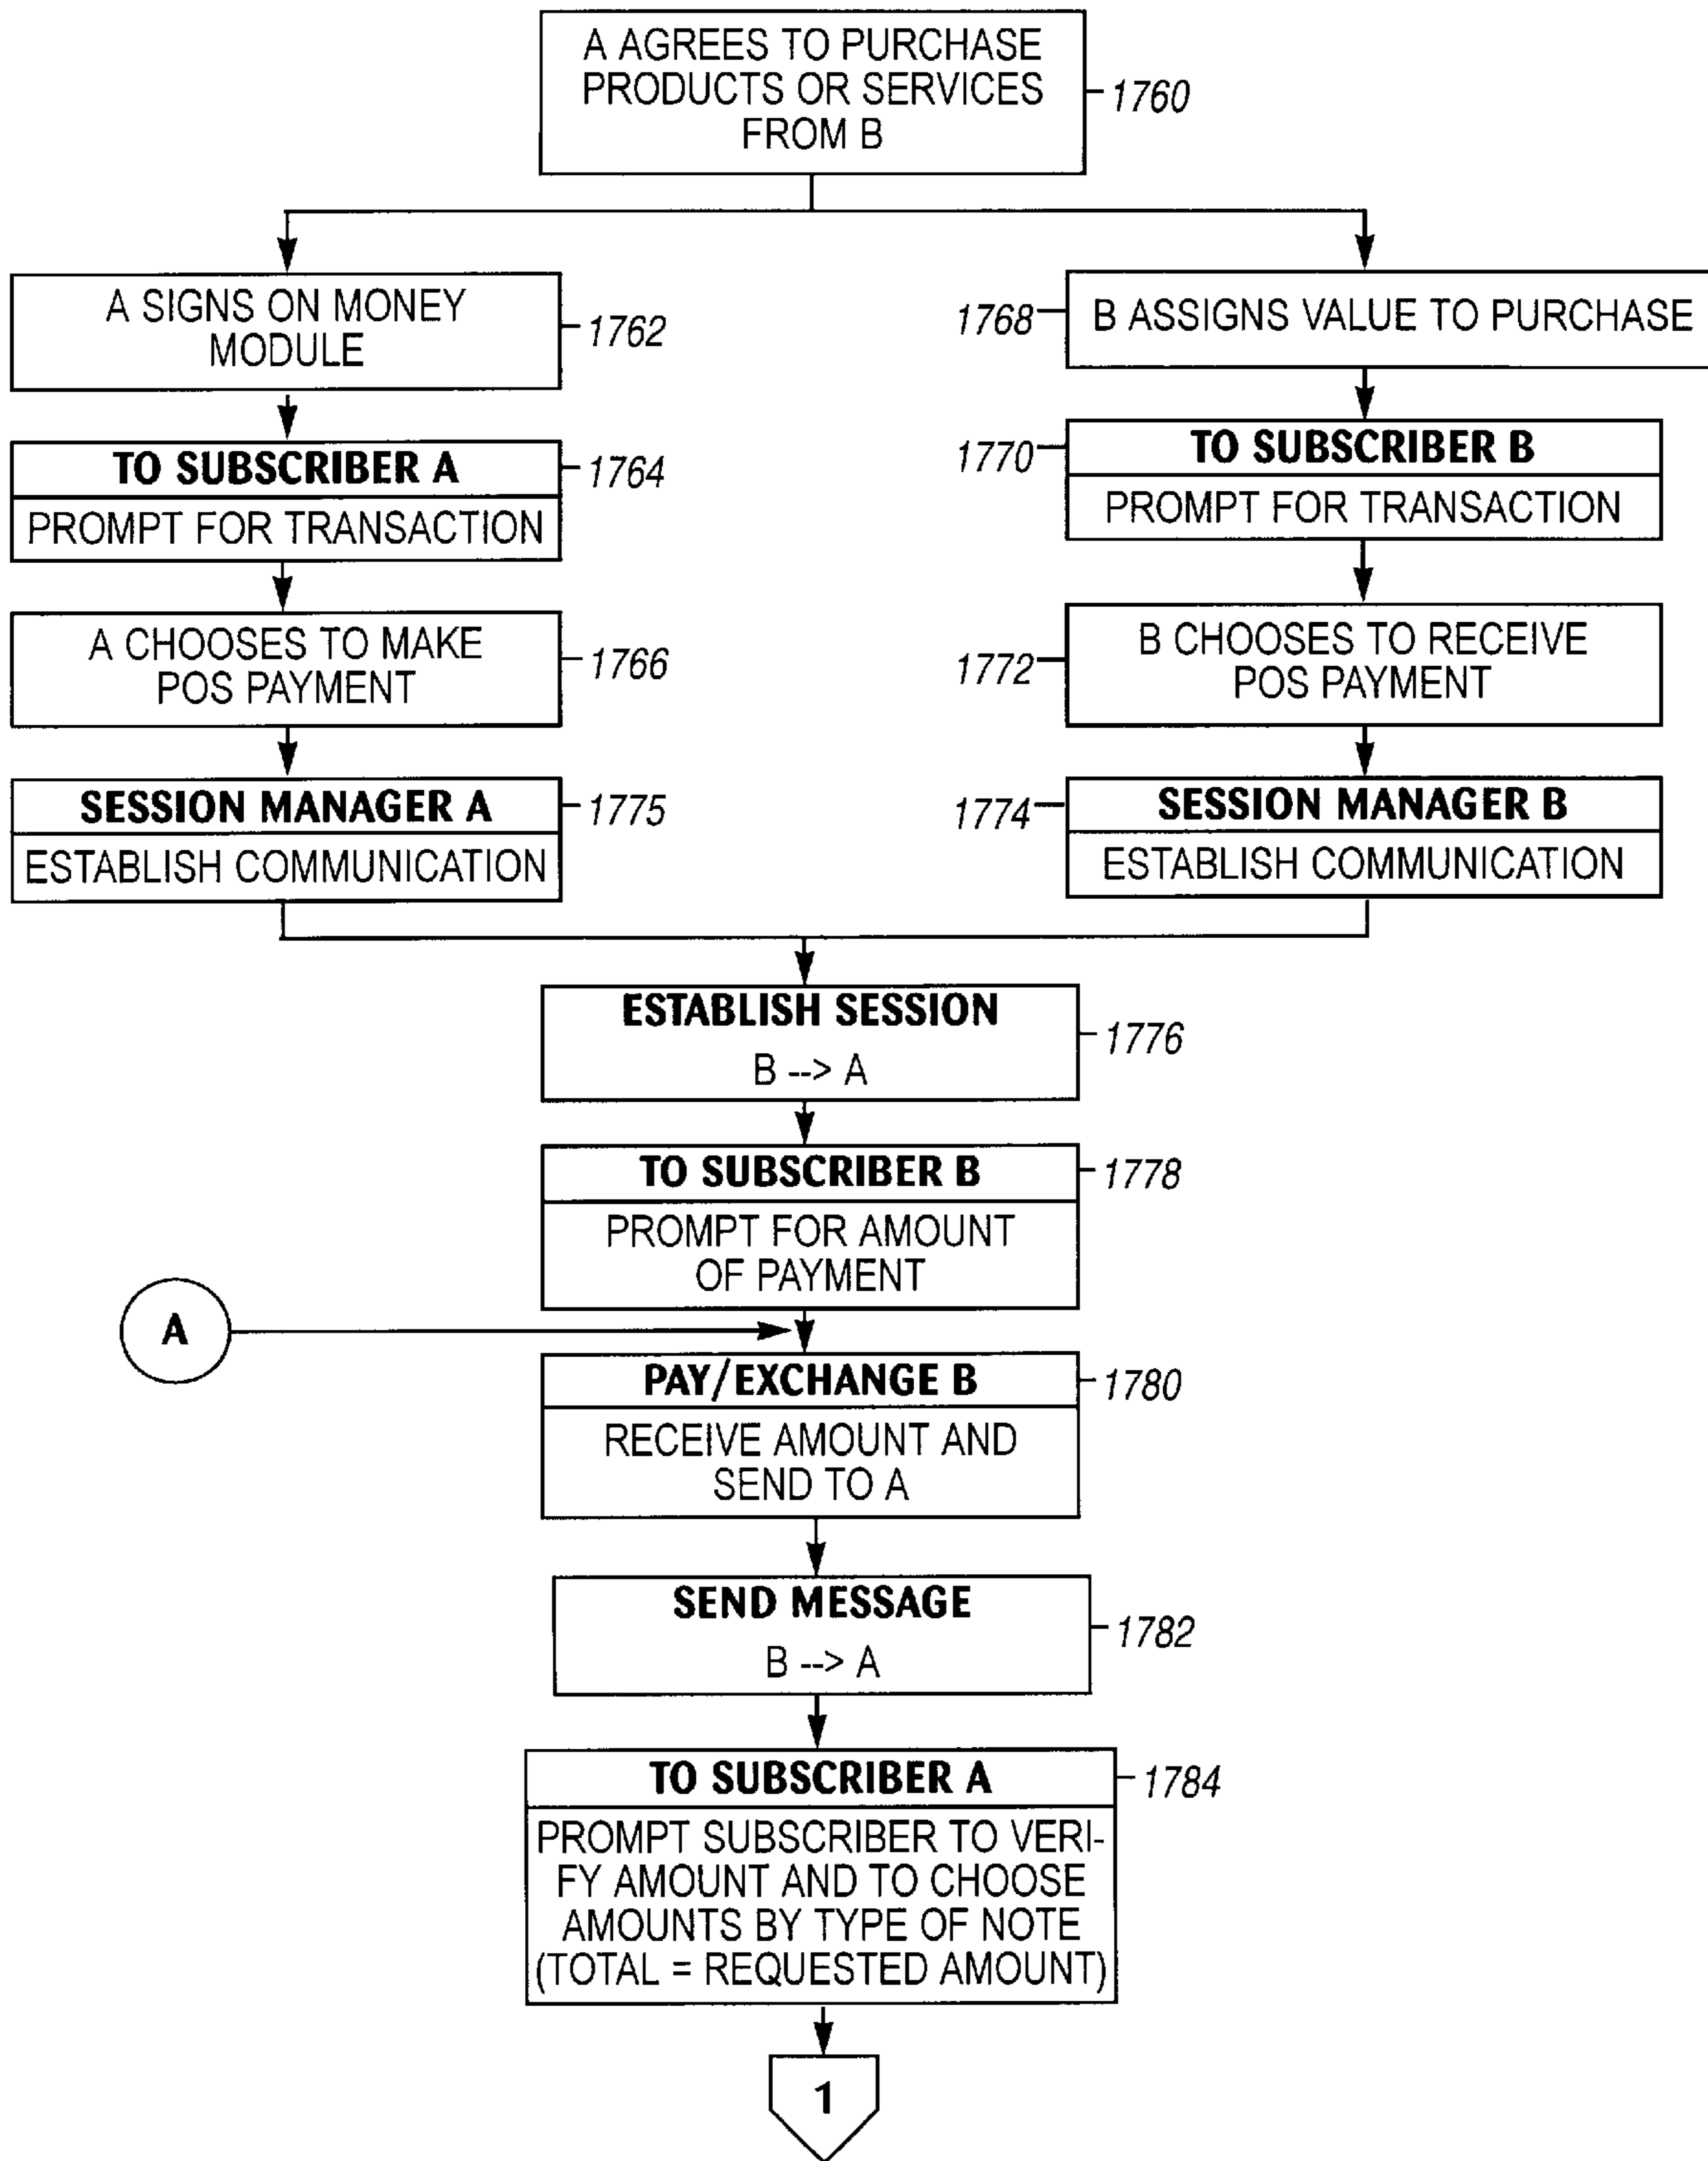 A AGREES TO PURCHASE
PRODUCTS OR SERVICES
FROM B
1760
A SIGNS ON MONEY
MODULE
1762
TO SUBSCRIBER A
1764
PROMPT FOR TRANSACTION
A CHOOSES TO MAKE
POS PAYMENT
1766
SESSION MANAGER A
1775
ESTABLISH COMMUNICATION
1768
B ASSIGNS VALUE TO PURCHASE
1770
TO SUBSCRIBER B
PROMPT FOR TRANSACTION
1772
B CHOOSES TO RECEIVE
POS PAYMENT
1774
SESSION MANAGER B
ESTABLISH COMMUNICATION
ESTABLISH SESSION
B --> A
1776
TO SUBSCRIBER B
1778
PROMPT FOR AMOUNT
OF PAYMENT
A
PAY/EXCHANGE B
1780
RECEIVE AMOUNT AND
SEND TO A
SEND MESSAGE
B --> A
1782
TO SUBSCRIBER A
1784
PROMPT SUBSCRIBER TO VERI-
FY AMOUNT AND TO CHOOSE
AMOUNTS BY TYPE OF NOTE
(TOTAL = REQUESTED AMOUNT)
1